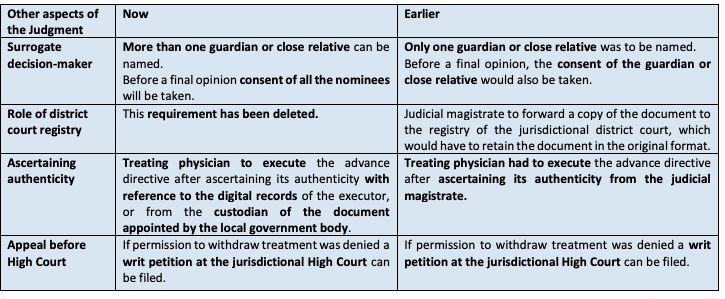 Other aspects of
the Judgment
Now
Earlier
Surrogate
decision-maker
More than one guardian or close relative can be
named.
Before a final opinion consent of all the nominees
will be taken.
Only one guardian or close relative was to be named.
Before a final opinion, the consent of the guardian or
close relative would also be taken.
Role of district
court registry
This requirement has been deleted.
Judicial magistrate to forward a copy of the document to
the registry of the jurisdictional district court, which
would have to retain the document in the original format.
Ascertaining
authenticity
Treating physician to execute the advance
directive after ascertaining its authenticity with
reference to the digital records of the executor,
or from the custodian of the document
appointed by the local government body.
Treating physician had to execute the advance directive
after ascertaining its authenticity from the judicial
magistrate.
Appeal before
High Court
If permission to withdraw treatment was denied a
writ petition at the jurisdictional High Court can
be filed.
If permission to withdraw treatment was denied a writ
petition at the jurisdictional High Court can be filed.